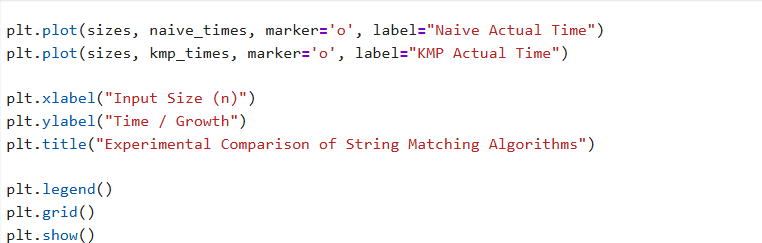 plt.plot(sizes, naive_times, marker='o', label="Naive Actual Time")
plt.plot(sizes, kmp_times, marker='o', label="KMP Actual Time")
plt.xlabel("Input Size (n)")
plt.ylabel("Time / Growth")
plt.title("Experimental Comparison of String Matching Algorithms")
plt.legend()
plt.grid()
plt.show()